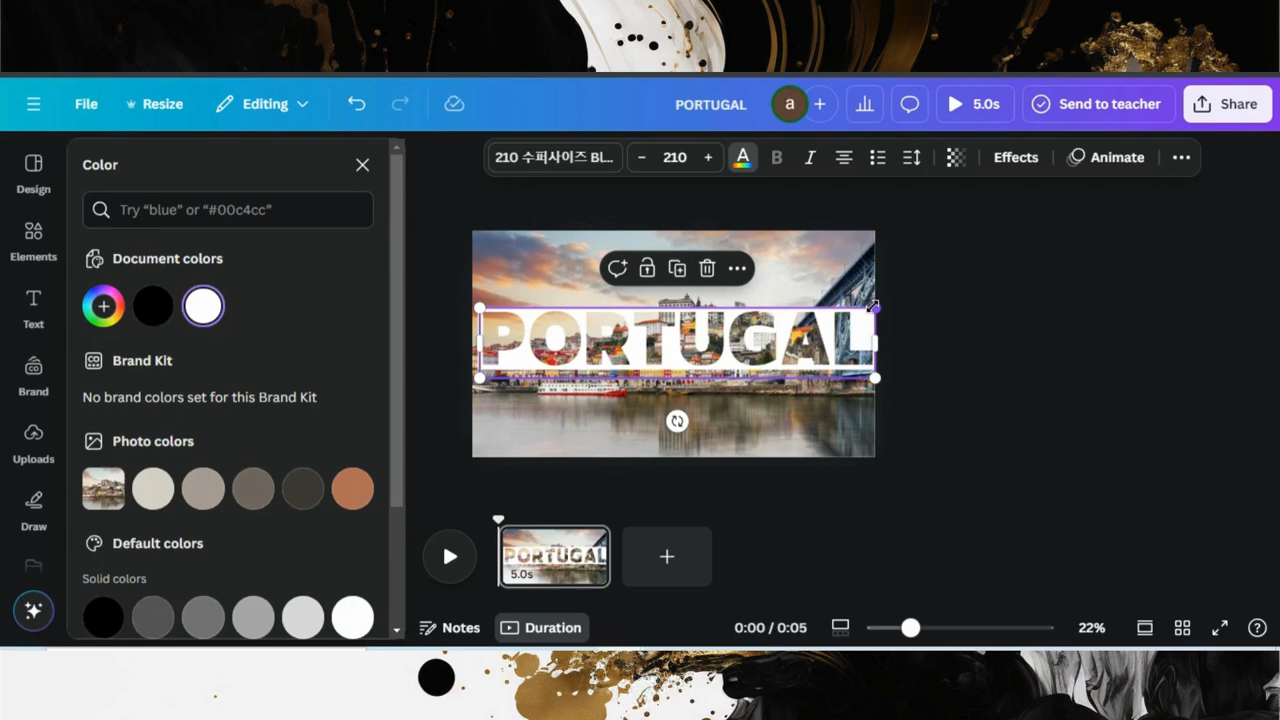 File
Resize
Editing
PORTUGAL
a
5.0s
Send to teacher
Share
Design
Elements
Text
Brand
Uploads
Draw
Color
Try “blue” or “#00c4cc”
Document colors
Brand Kit
No brand colors set for this Brand Kit
Photo colors
Default colors
Solid colors
210 수퍼사이즈 Bl...
− 210 +
A
B
I
Effects
Animate
PORTUGAL
PORTUGAL
5.0s
Notes
Duration
0:00 / 0:05
22%